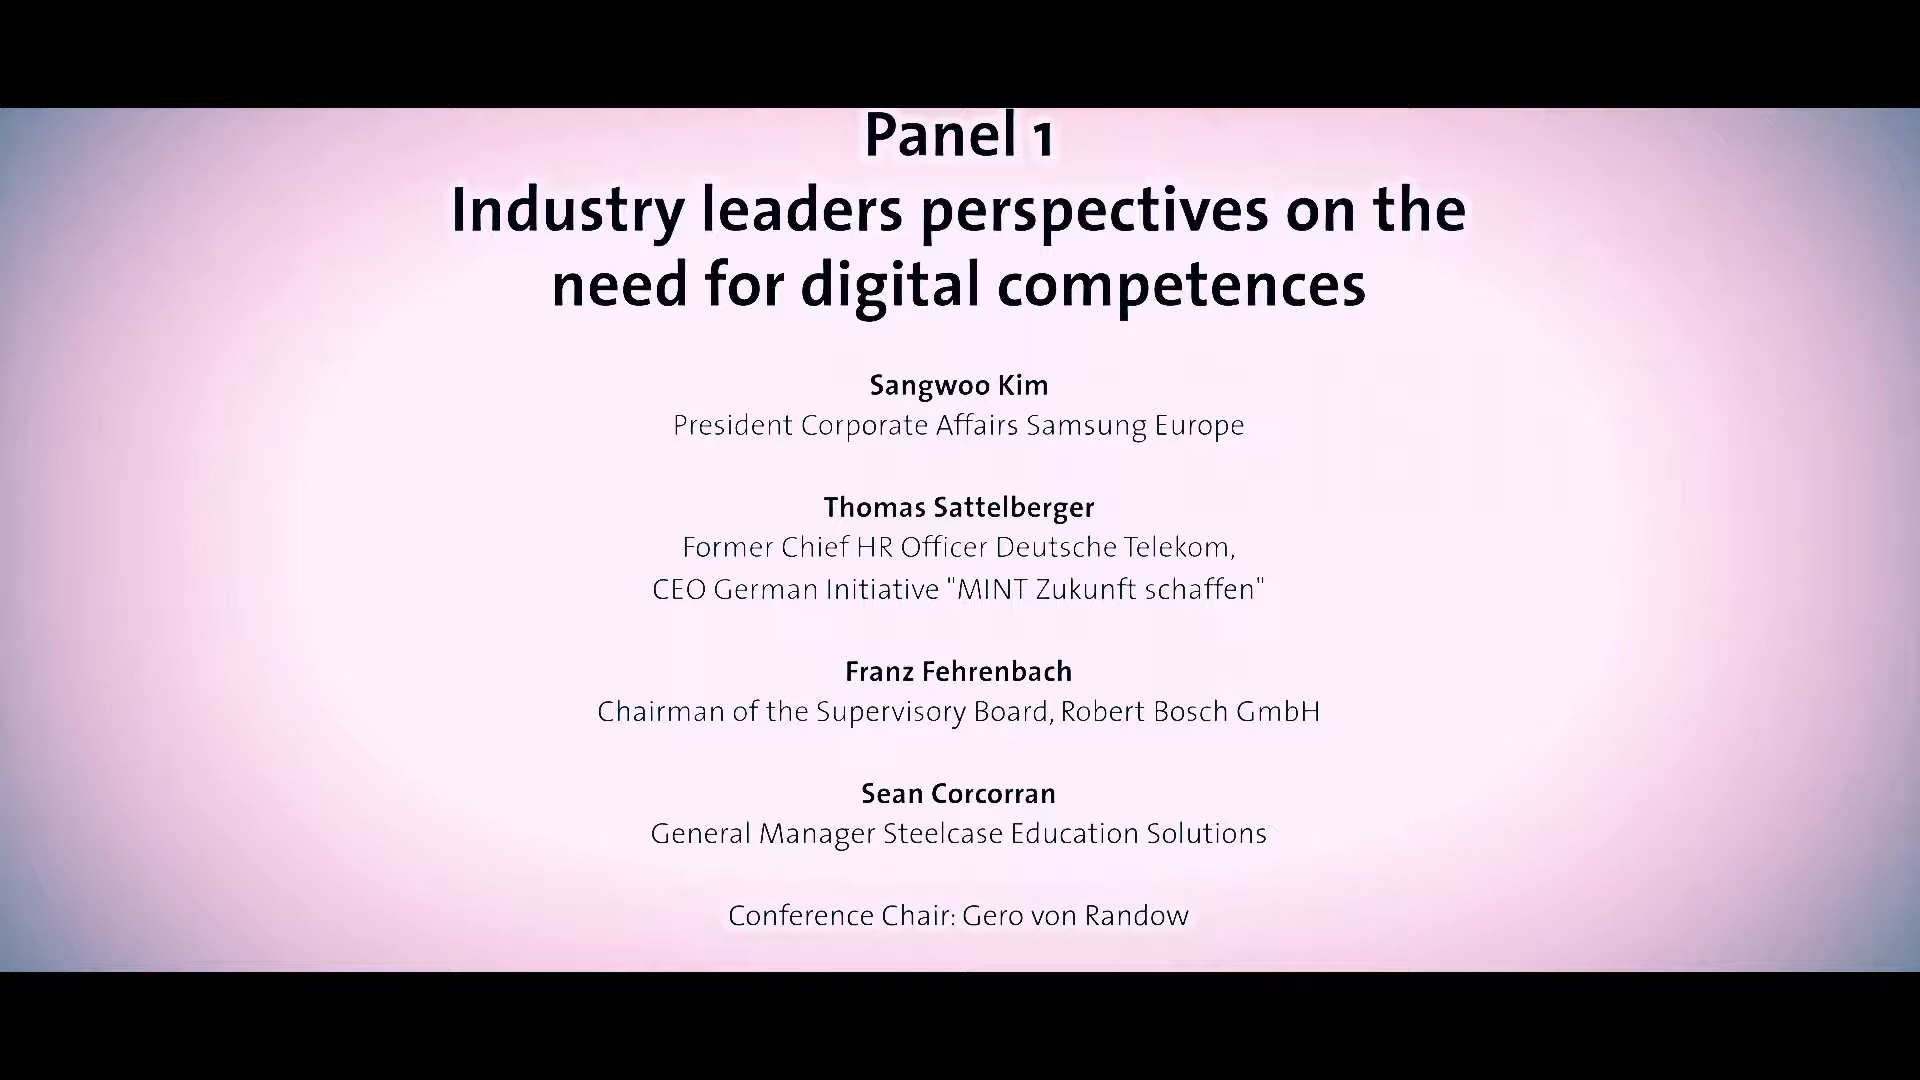 Panel 1
Industry leaders perspectives on the
need for digital competences
Sangwoo Kim
President Corporate Affairs Samsung Europe
Thomas Sattelberger
Former Chief HR Officer Deutsche Telekom,
CEO German Initiative "MINT Zukunft schaffen"
Franz Fehrenbach
Chairman of the Supervisory Board, Robert Bosch GmbH
Sean Corcorran
General Manager Steelcase Education Solutions
Conference Chair: Gero von Randow